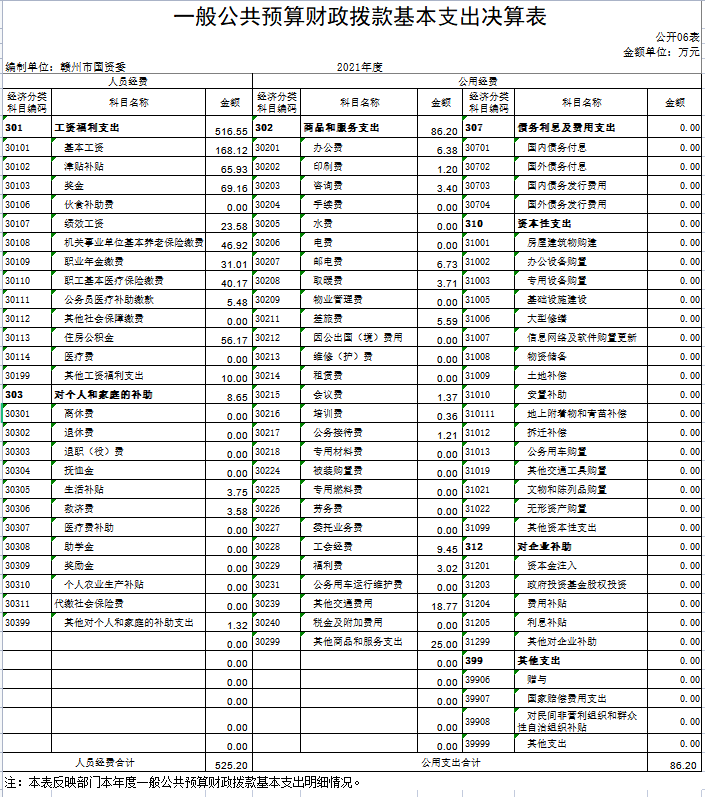 一般公共预算财政拨款基本支出决算表
公开06表
金额单位：万元
编制单位：赣州市国资委 2021年度
人员经费 公用经费
经济分类科目编码 科目名称 金额 经济分类科目编码 科目名称 金额 经济分类科目编码 科目名称 金额
301 工资福利支出 516.55 302 商品和服务支出 86.20 307 债务利息及费用支出 0.00
30101 基本工资 168.12 30201 办公费 6.38 30701 国内债务付息 0.00
30102 津贴补贴 65.93 30202 印刷费 1.20 30702 国外债务付息 0.00
30103 奖金 69.16 30203 咨询费 3.40 30703 国内债务发行费用 0.00
30106 伙食补助费 0.00 30204 手续费 0.00 30704 国外债务发行费用 0.00
30107 绩效工资 23.58 30205 水费 0.00 310 资本性支出 0.00
30108 机关事业单位基本养老保险缴费 46.92 30206 电费 0.00 31001 房屋建筑物购建 0.00
30109 职业年金缴费 31.01 30207 邮电费 6.73 31002 办公设备购置 0.00
30110 职工基本医疗保险缴费 40.17 30208 取暖费 3.71 31003 专用设备购置 0.00
30111 公务员医疗补助缴款 5.48 30209 物业管理费 0.00 31005 基础设施建设 0.00
30112 其他社会保障缴费 0.00 30211 差旅费 5.59 31006 大型修缮 0.00
30113 住房公积金 56.17 30212 因公出国（境）费用 0.00 31007 信息网络及软件购置更新 0.00
30114 医疗费 0.00 30213 维修（护）费 0.00 31008 物资储备 0.00
30199 其他工资福利支出 10.00 30214 租赁费 0.00 31009 土地补偿 0.00
303 对个人和家庭的补助 8.65 30215 会议费 1.37 31010 安置补助 0.00
30301 离休费 0.00 30216 培训费 0.36 310111 地上附着物和青苗补偿 0.00
30302 退休费 0.00 30217 公务接待费 1.21 31012 拆迁补偿 0.00
30303 退职（役）费 0.00 30218 专用材料费 0.00 31013 公务用车购置 0.00
30304 抚恤金 0.00 30224 被装购置费 0.00 31019 其他交通工具购置 0.00
30305 生活补贴 3.75 30225 专用燃料费 0.00 31021 文物和陈列品购置 0.00
30306 救济费 3.58 30226 劳务费 0.00 31022 无形资产购置 0.00
30307 医疗费补助 0.00 30227 委托业务费 0.00 31099 其他资本性支出 0.00
30308 助学金 0.00 30228 工会经费 9.45 312 对企业补助 0.00
30309 奖励金 0.00 30229 福利费 3.02 31201 资本金注入 0.00
30310 个人农业生产补贴 0.00 30231 公务用车运行维护费 0.00 31203 政府投资基金股权投资 0.00
30311 代缴社会保险费 0.00 30239 其他交通费用 18.77 31204 费用补贴 0.00
30399 其他对个人和家庭的补助支出 1.32 30240 税金及附加费用 0.00 31205 利息补贴 0.00
0.00 30299 其他商品和服务支出 25.00 31299 其他对企业补助 0.00
0.00 0.00 399 其他支出 0.00
0.00 0.00 39906 赠与 0.00
0.00 0.00 39907 国家赔偿费用支出 0.00
0.00 0.00 39908 对民间非营利组织和群众性自治组织补贴 0.00
0.00 0.00 39999 其他支出 0.00
人员经费合计 525.20 公用支出合计 86.20
注：本表反映部门本年度一般公共预算财政拨款基本支出明细情况。